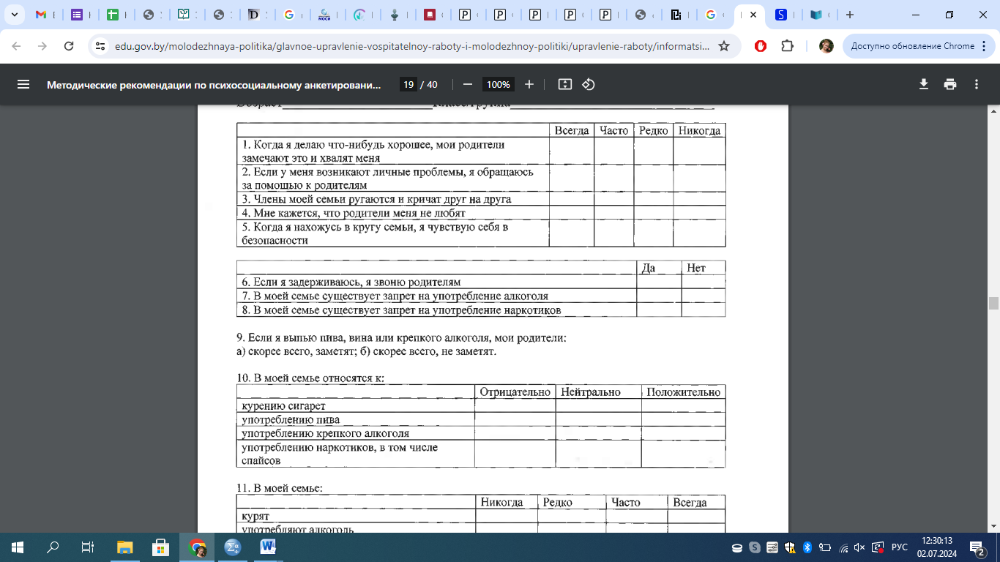 edu.gov.by/molodezhnaya-politika/glavnoe-upravlenie-vospitatelnoy-raboty-i-molodezhnoy-politiki/upravlenie-raboty/informatsi...
Доступно обновление Chrome
Методические рекомендации по психосоциальному анкетировани...
19 / 40
100%
Возраст Класс/группа
Всегда Часто Редко Никогда
1. Когда я делаю что-нибудь хорошее, мои родители
замечают это и хвалят меня
2. Если у меня возникают личные проблемы, я обращаюсь
за помощью к родителям
3. Члены моей семьи ругаются и кричат друг на друга
4. Мне кажется, что родители меня не любят
5. Когда я нахожусь в кругу семьи, я чувствую себя в
безопасности
Да Нет
6. Если я задерживаюсь, я звоню родителям
7. В моей семье существует запрет на употребление алкоголя
8. В моей семье существует запрет на употребление наркотиков
9. Если я выпью пива, вина или крепкого алкоголя, мои родители:
а) скорее всего, заметят; б) скорее всего, не заметят.
10. В моей семье относятся к:
Отрицательно Нейтрально Положительно
курению сигарет
употреблению пива
употреблению крепкого алкоголя
употреблению наркотиков, в том числе
спайсов
11. В моей семье:
Никогда Редко Часто Всегда
курят
употребляют алкоголь
РУС
12:30:13
02.07.2024
2